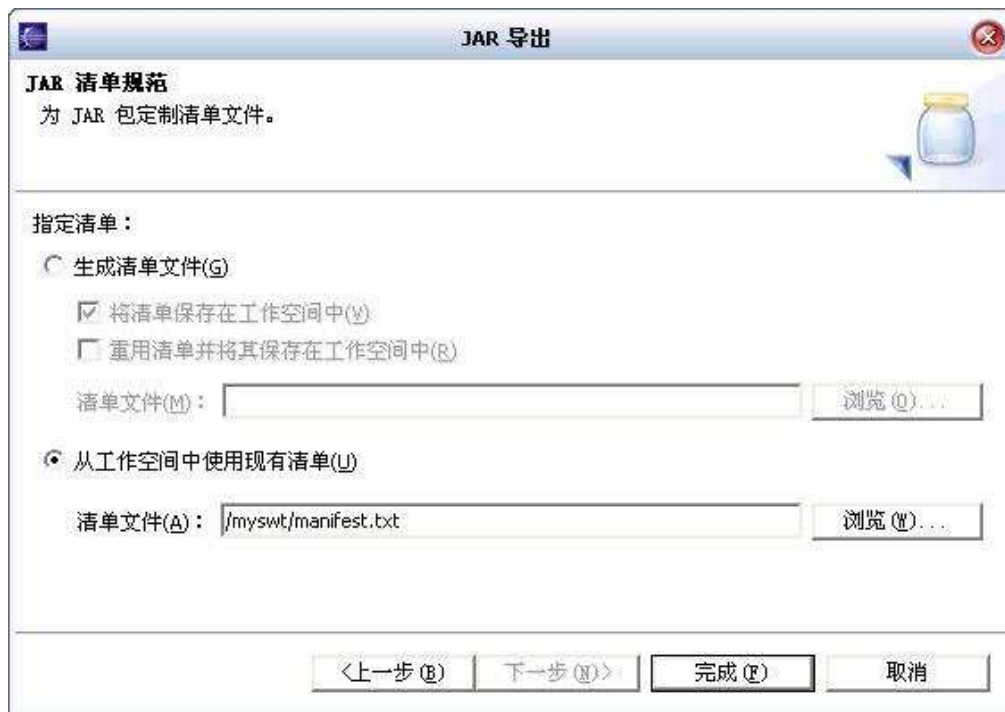 JAR 导出
JAR 清单规范
为 JAR 包定制清单文件。
指定清单：
生成清单文件(G)
将清单保存在工作空间中(V)
重用清单并将其保存在工作空间中(R)
清单文件(M)： 浏览(O)...
从工作空间中使用现有清单(U)
清单文件(A)： /myswt/manifest.txt 浏览(W)...
<上一步(B) 下一步(N)> 完成(F) 取消